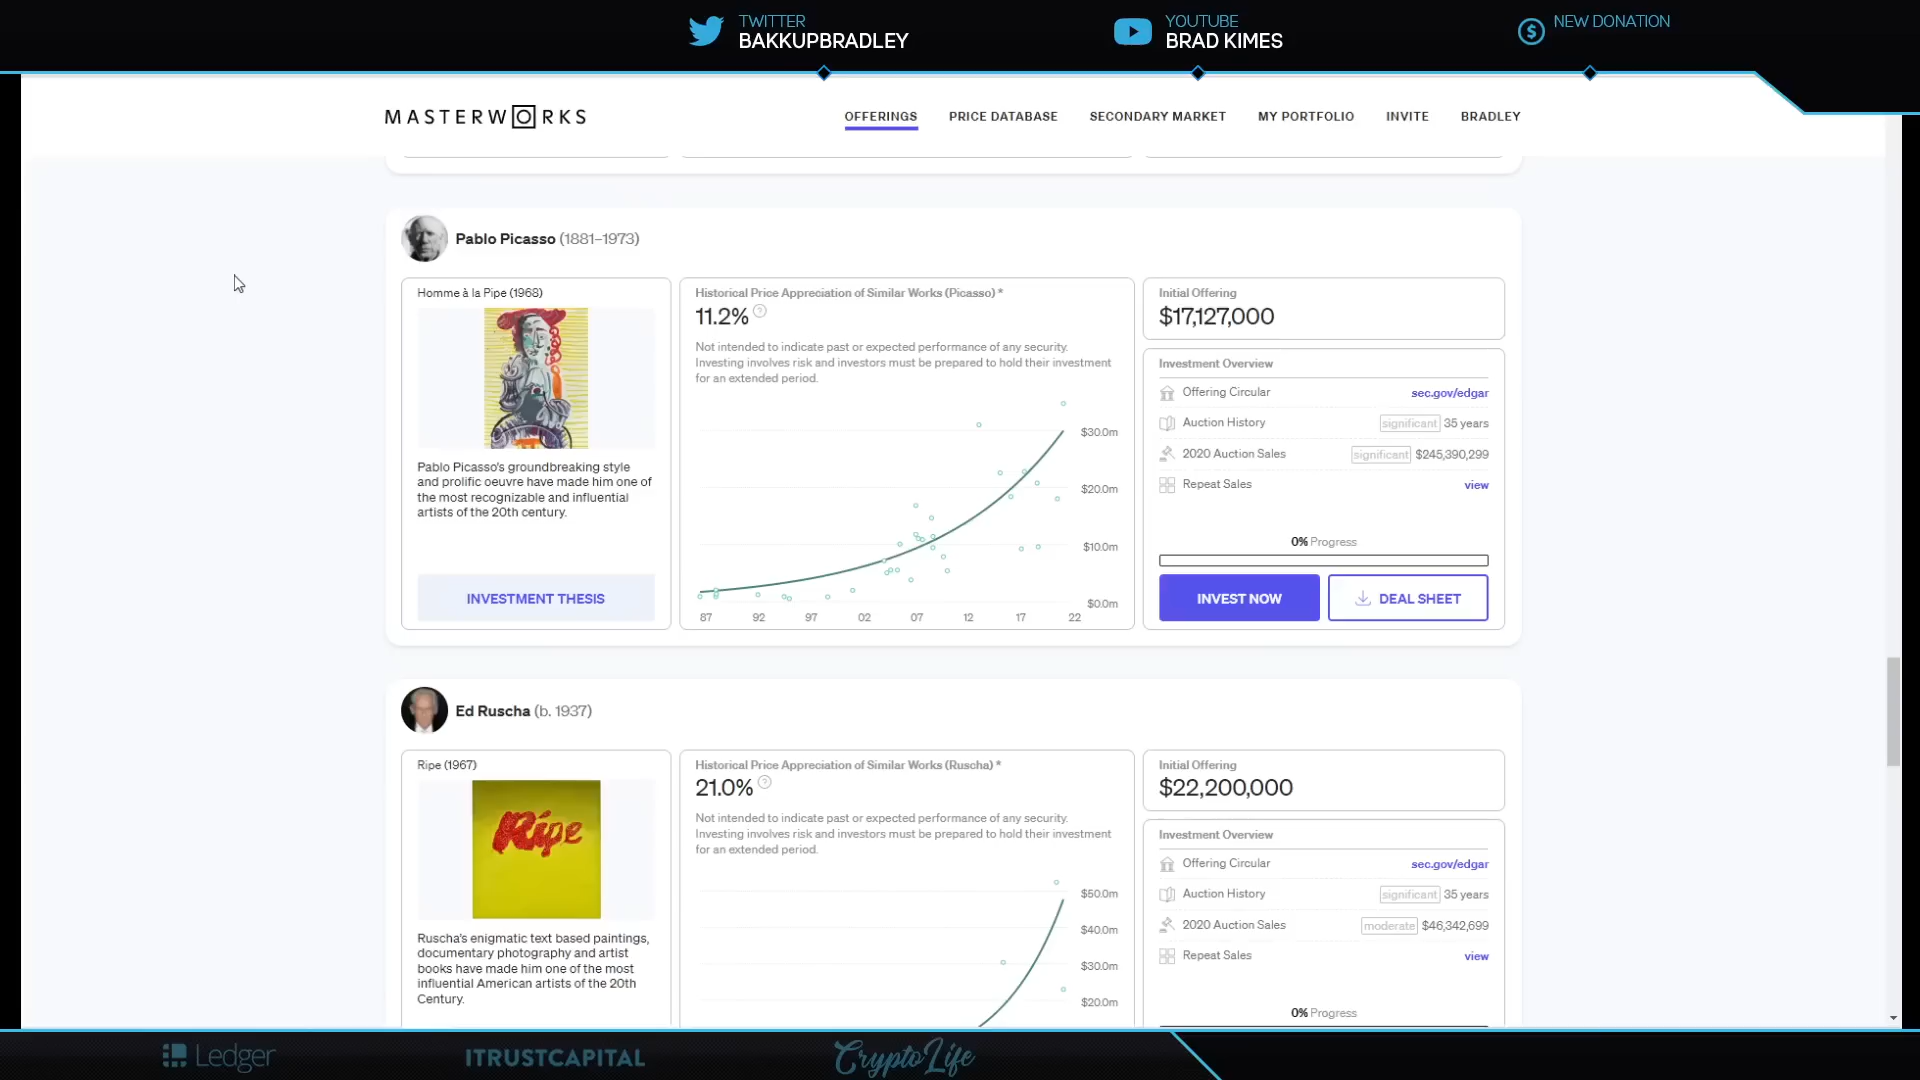 TWITTER
BAKKUPBRADLEY
YOUTUBE
BRAD KIMES
NEW DONATION
MASTERWORKS
OFFERINGS
PRICE DATABASE
SECONDARY MARKET
MY PORTFOLIO
INVITE
BRADLEY
Pablo Picasso (1881–1973)
Homme à la Pipe (1968)
Pablo Picasso's groundbreaking style
and prolific oeuvre have made him one of
the most recognizable and influential
artists of the 20th century.
INVESTMENT THESIS
Historical Price Appreciation of Similar Works (Picasso) *
11.2%
Not intended to indicate past or expected performance of any security.
Investing involves risk and investors must be prepared to hold their investment
for an extended period.
$30.0m
$20.0m
$10.0m
$0.0m
87 92 97 02 07 12 17 22
Initial Offering
$17,127,000
Investment Overview
Offering Circular sec.gov/edgar
Auction History significant 35 years
2020 Auction Sales significant $245,390,299
Repeat Sales view
0% Progress
INVEST NOW
DEAL SHEET
Ed Ruscha (b. 1937)
Ripe (1967)
Ripe
Ruscha's enigmatic text based paintings,
documentary photography and artist
books have made him one of the most
influential American artists of the 20th
Century.
Historical Price Appreciation of Similar Works (Ruscha) *
21.0%
Not intended to indicate past or expected performance of any security.
Investing involves risk and investors must be prepared to hold their investment
for an extended period.
$50.0m
$40.0m
$30.0m
$20.0m
Initial Offering
$22,200,000
Investment Overview
Offering Circular sec.gov/edgar
Auction History significant 35 years
2020 Auction Sales moderate $46,342,699
Repeat Sales view
0% Progress
Ledger
ITRUSTCAPITAL
CryptoLife